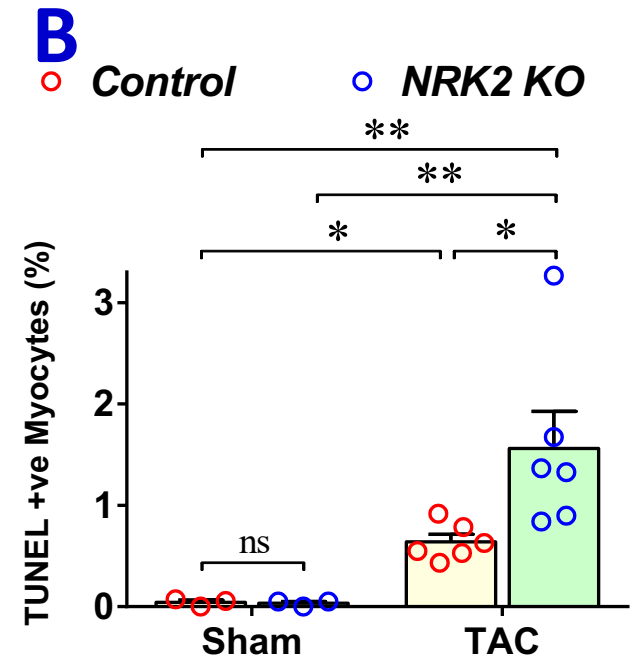 B
Control NRK2 KO
**
**
* *
TUNEL +ve Myocytes (%)
3
2
1
0
ns
Sham TAC